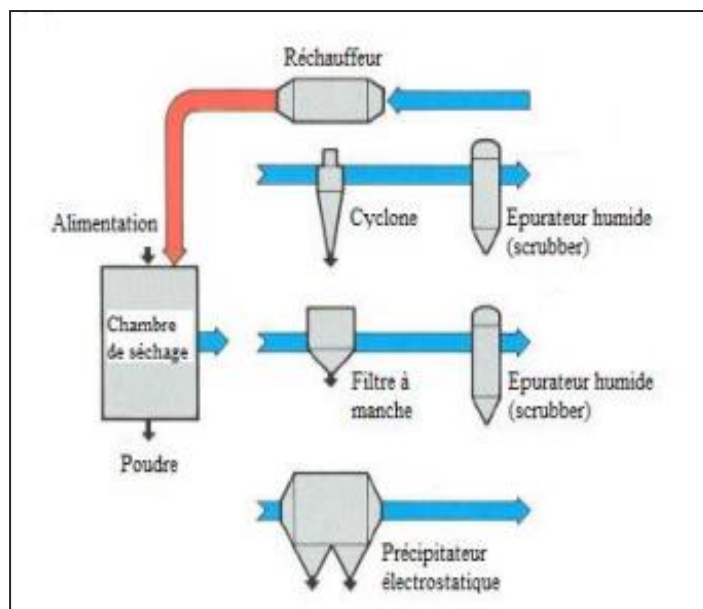 Réchauffeur
Alimentation
Cyclone
Epurateur humide
(scrubber)
Chambre
de séchage
Filtre à
manche
Epurateur humide
(scrubber)
Poudre
Précipitateur
électrostatique